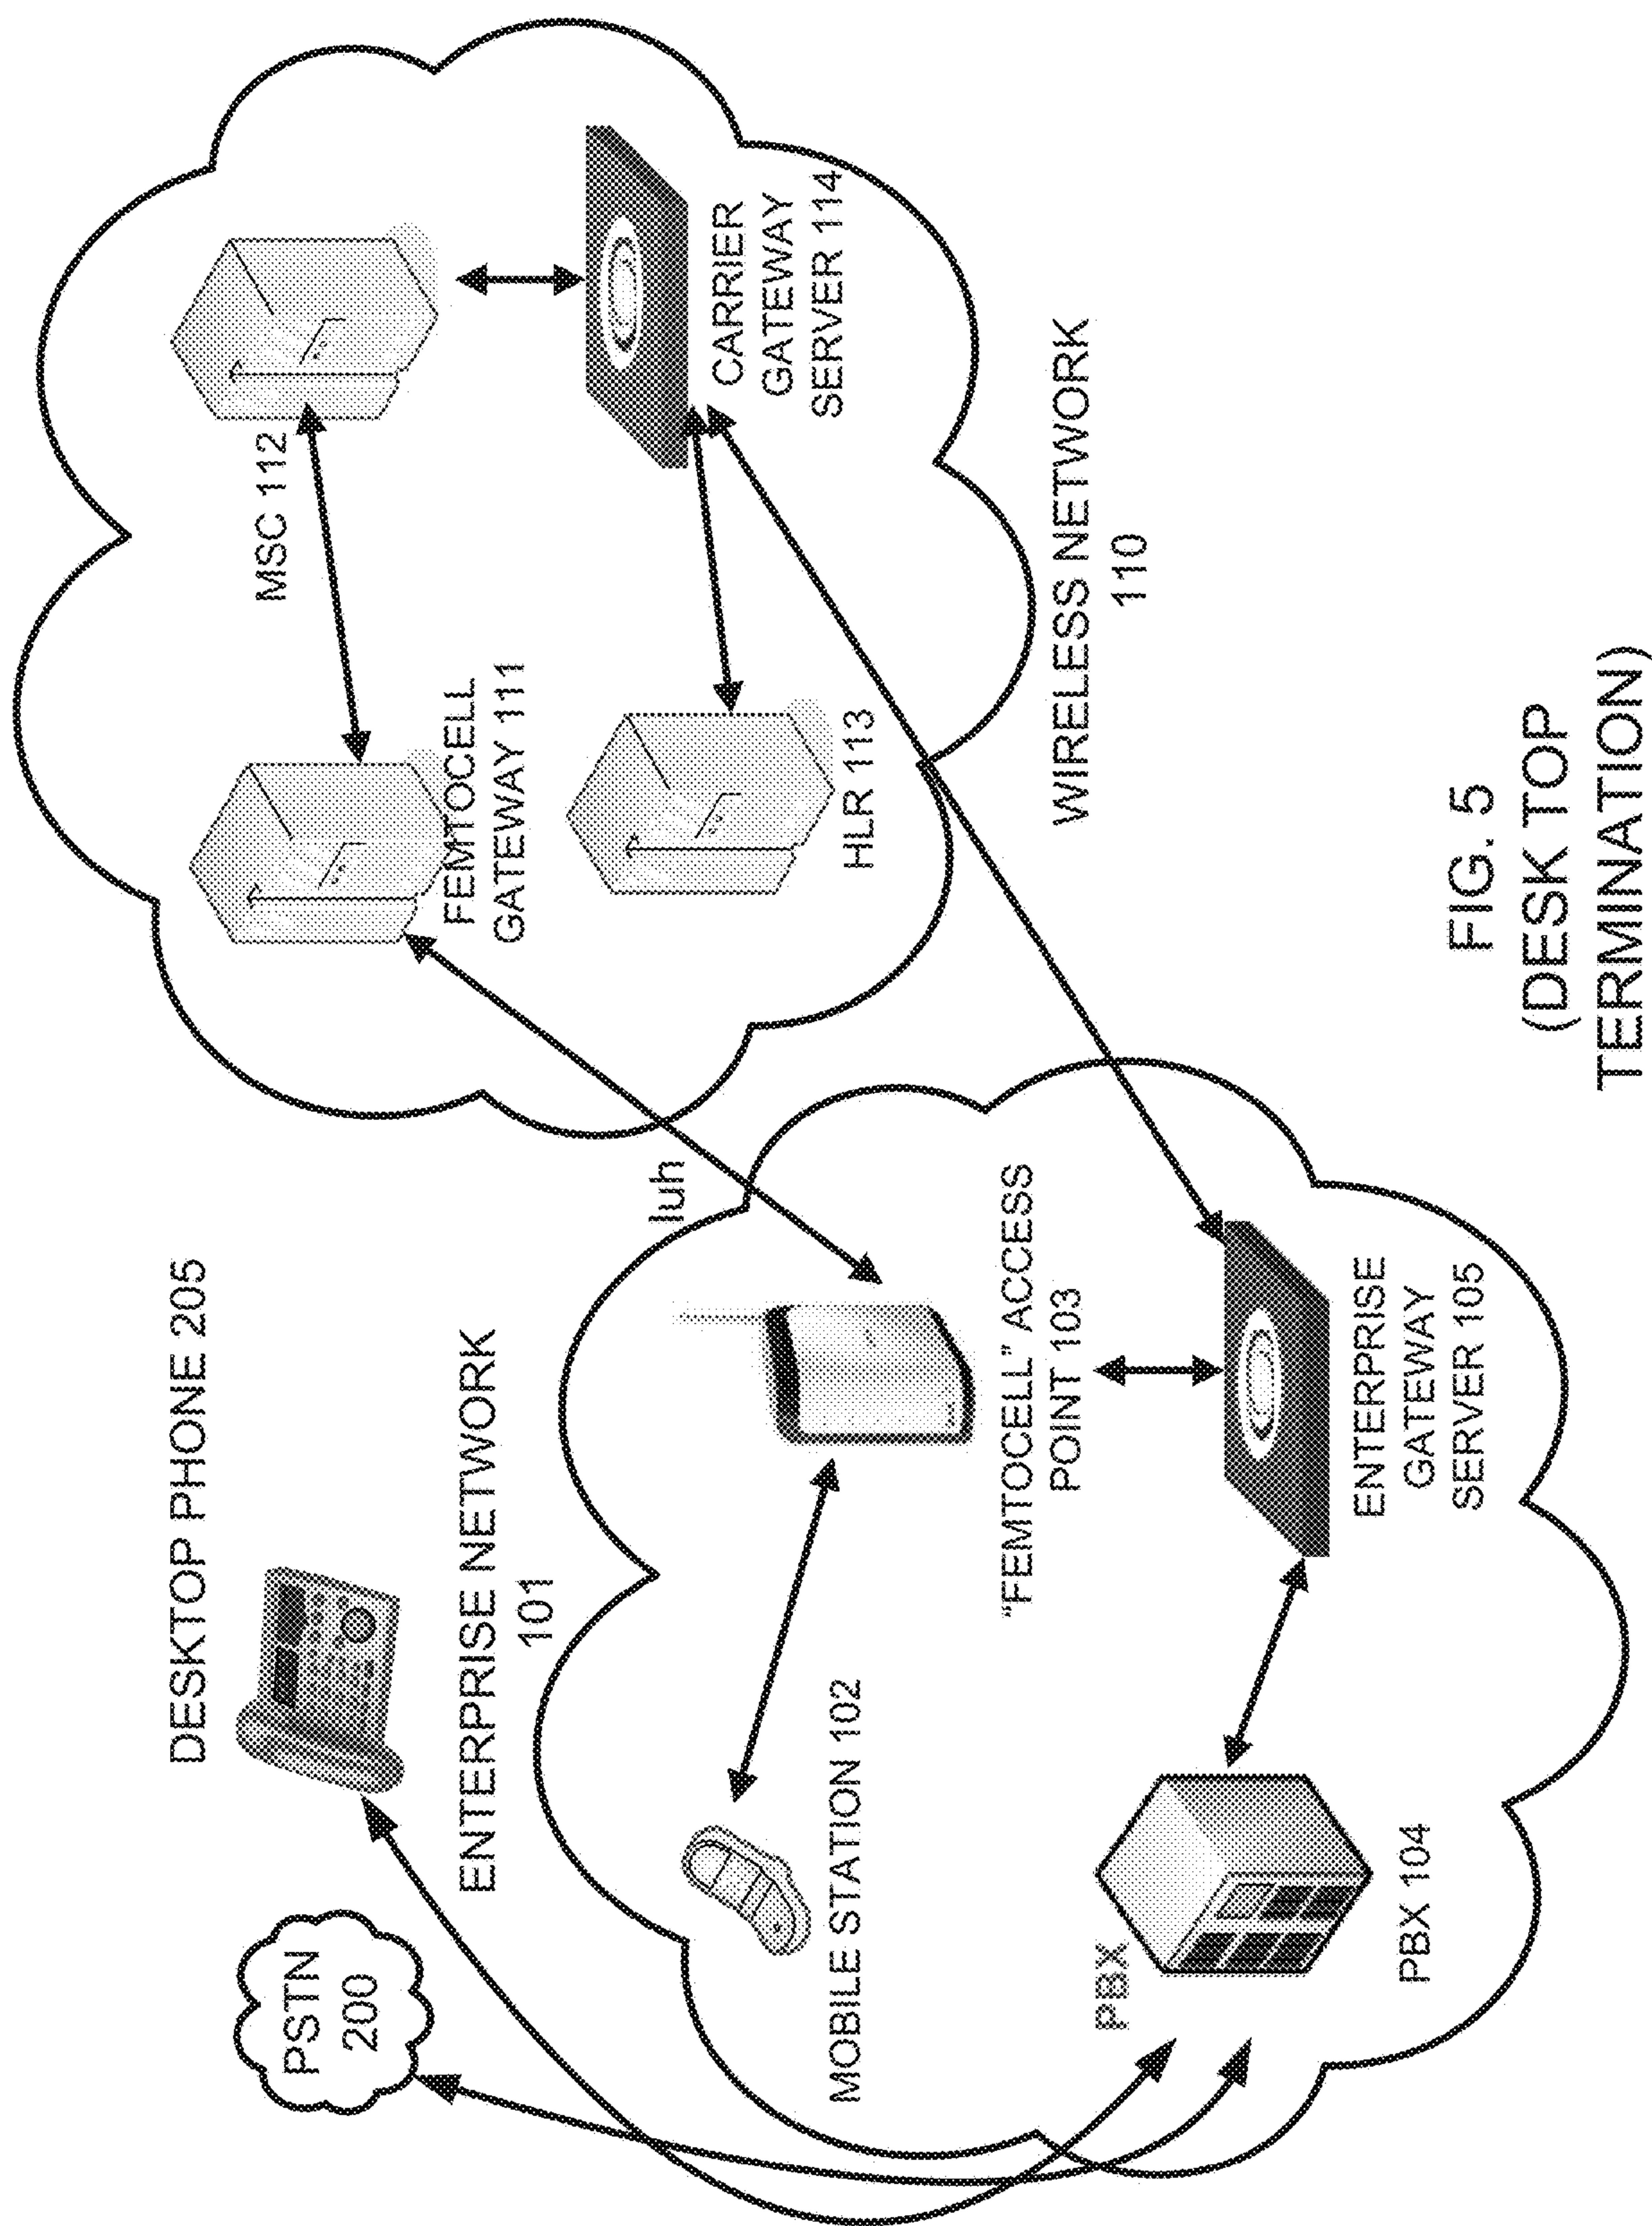 DESKTOP PHONE 205
PSTN
200
ENTERPRISE NETWORK
101
MOBILE STATION 102
Iuh
"FEMTOCELL" ACCESS
POINT 103
PBX
PBX 104
ENTERPRISE
GATEWAY
SERVER 105
MSC 112
FEMTOCELL
GATEWAY 111
HLR 113
CARRIER
GATEWAY
SERVER 114
WIRELESS NETWORK
110
FIG. 5
(DESK TOP
TERMINATION)